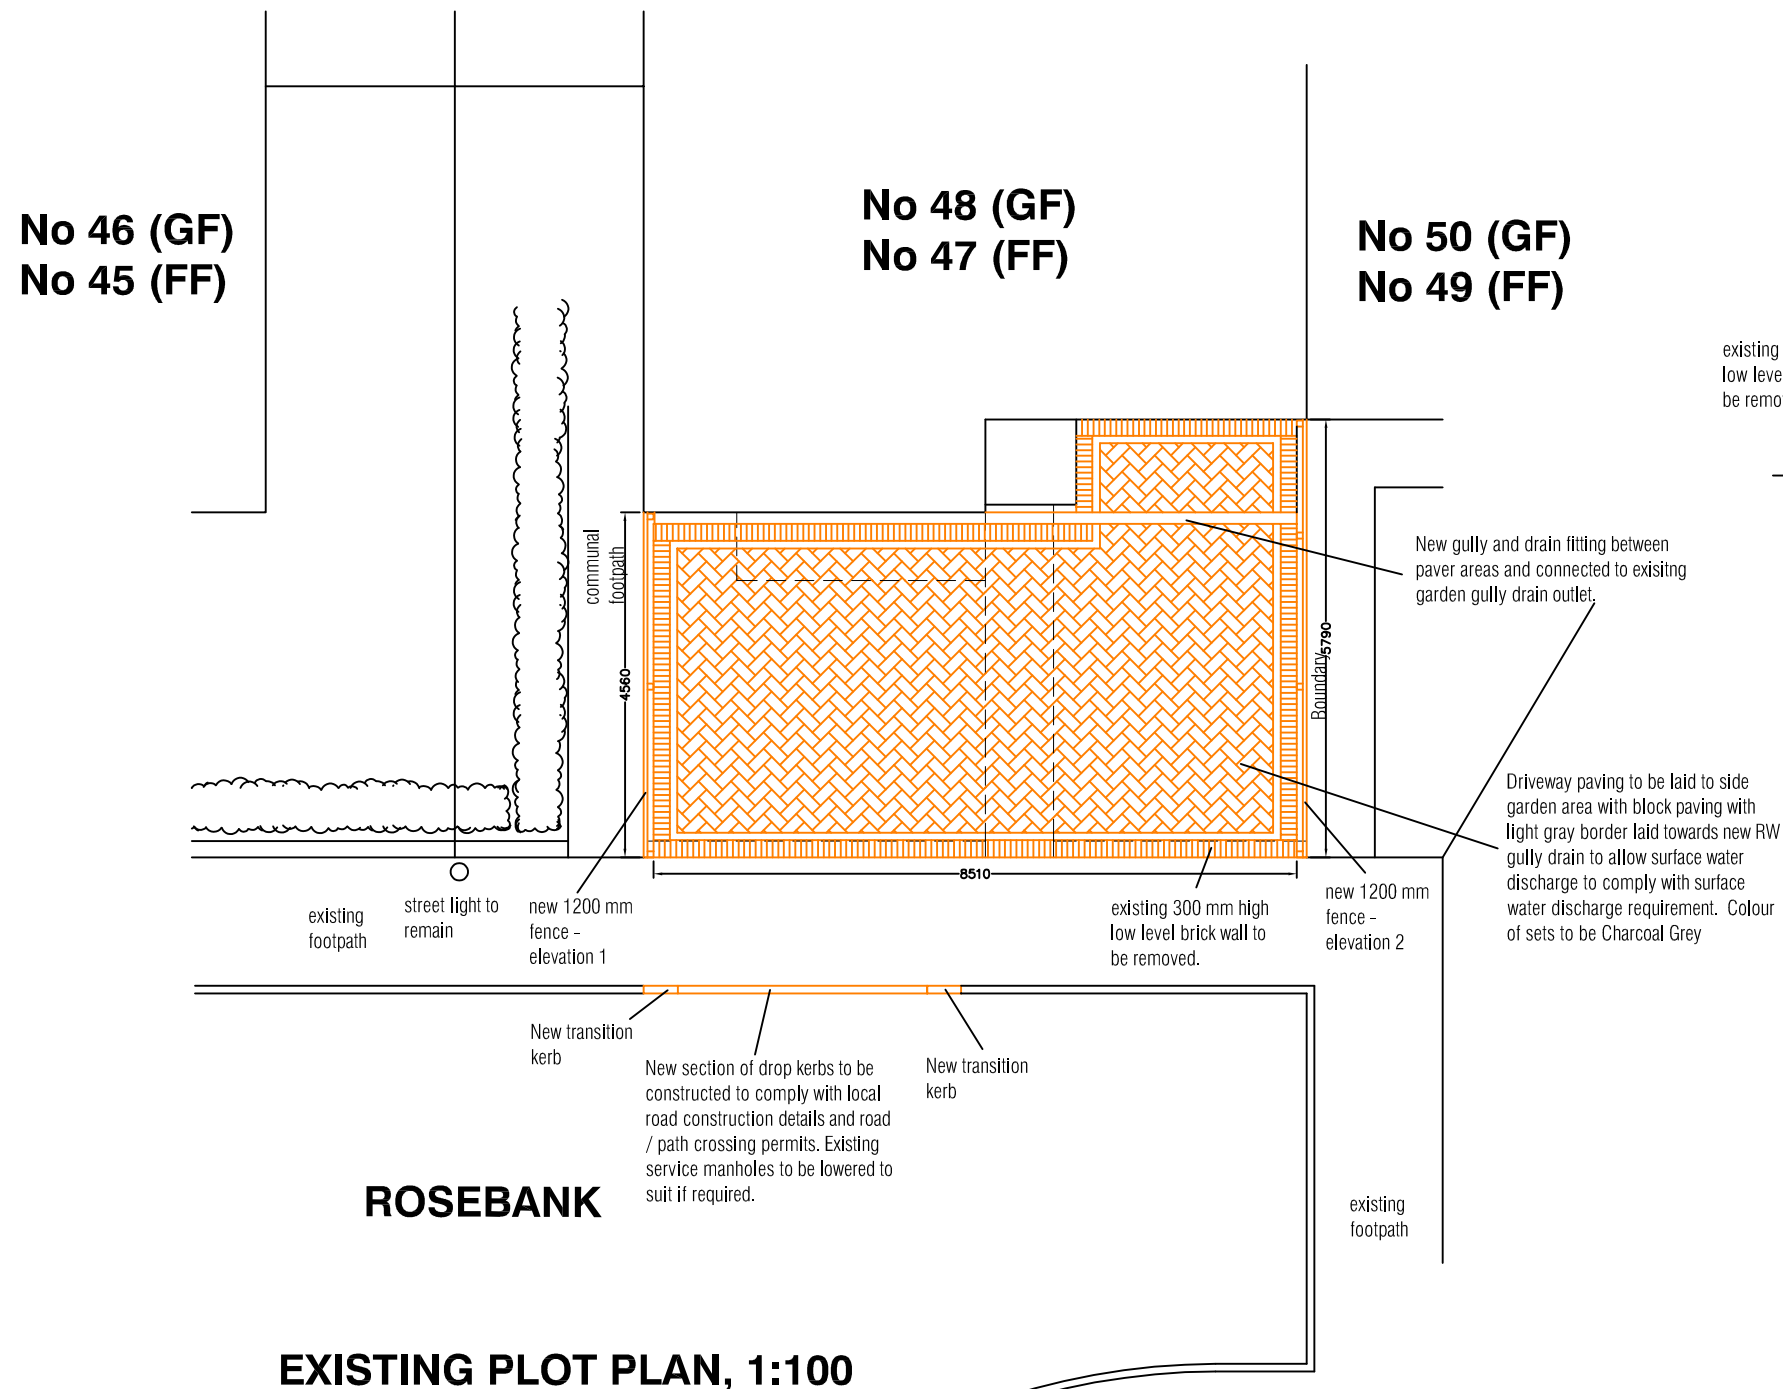 No 46 (GF)
No 45 (FF)
No 48 (GF)
No 47 (FF)
No 50 (GF)
No 49 (FF)
existing
low leve
be remo
communal
footpath
4560
5790
Boundary
New gully and drain fitting between
paver areas and connected to exisitng
garden gully drain outlet.
Driveway paving to be laid to side
garden area with block paving with
light gray border laid towards new RW
gully drain to allow surface water
discharge to comply with surface
water discharge requirement. Colour
of sets to be Charcoal Grey
8510
existing
footpath
street light to
remain
new 1200 mm
fence -
elevation 1
existing 300 mm high
low level brick wall to
be removed.
new 1200 mm
fence -
elevation 2
New transition
kerb
New section of drop kerbs to be
constructed to comply with local
road construction details and road
/ path crossing permits. Existing
service manholes to be lowered to
suit if required.
New transition
kerb
ROSEBANK
existing
footpath
EXISTING PLOT PLAN, 1:100